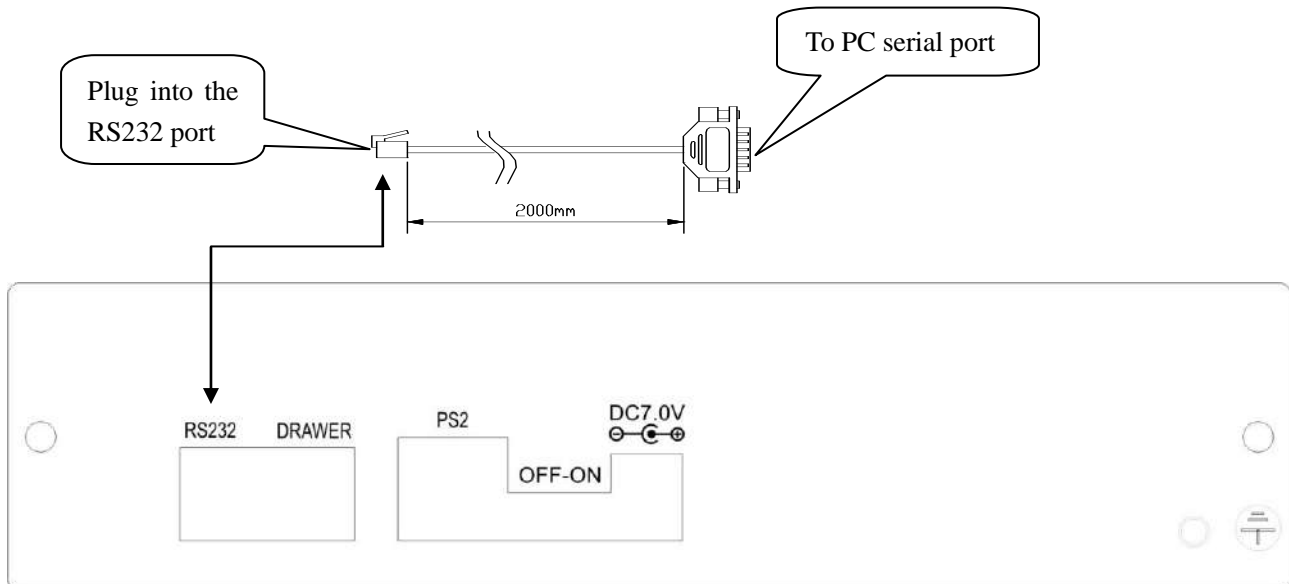 To PC serial port
Plug into the
RS232 port
2000mm
RS232
DRAWER
PS2
DC7.0V
OFF-ON